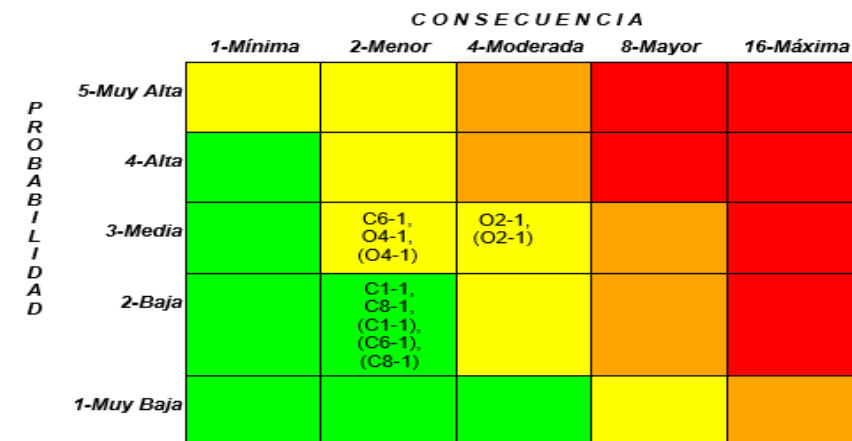 CONSECUENCIA
1-Mínima 2-Menor 4-Moderada 8-Mayor 16-Máxima
PROBABILIDAD
5-Muy Alta
4-Alta
3-Media
C6-1,
O4-1,
(O4-1)
O2-1,
(O2-1)
2-Baja
C1-1,
C8-1,
(C1-1),
(C6-1),
(C8-1)
1-Muy Baja